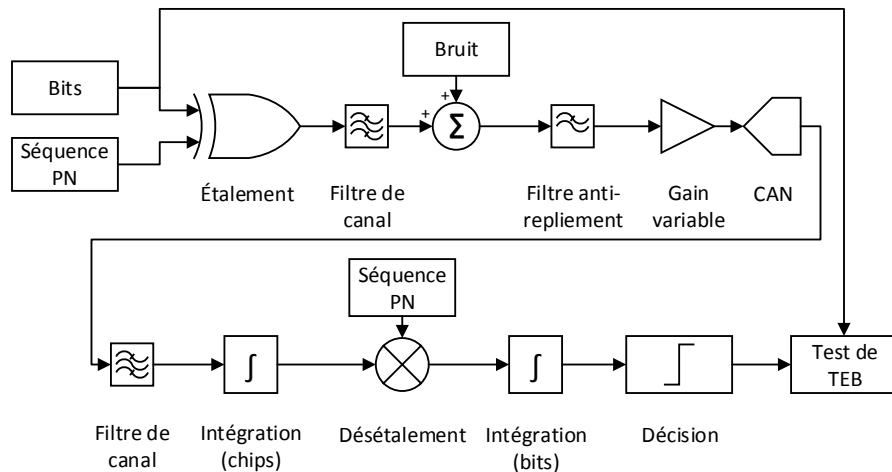 Bits
Bruit
Séquence
PN
+
+
Σ
Étalement
Filtre de
canal
Filtre anti-
repliement
Gain
variable
CAN
Séquence
PN
∫
∫
Test de
TEB
Filtre de
canal
Intégration
(chips)
Désétalement
Intégration
(bits)
Décision